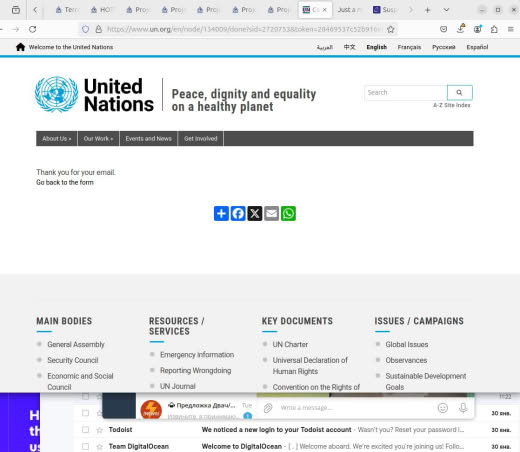 Terr
HOT
Proj
Proj
Proj
Proj
Proj
Co
Just a m
Susp
https://www.un.org/en/node/134009/done?sid=2720753&token=28469537c52b916
Welcome to the United Nations
العربية
中文
English
Français
Русский
Español
United
Nations
Peace, dignity and equality
on a healthy planet
Search
A-Z Site Index
About Us
Our Work
Events and News
Get Involved
Thank you for your email.
Go back to the form
MAIN BODIES
General Assembly
Security Council
Economic and Social
Council
RESOURCES /
SERVICES
Emergency information
Reporting Wrongdoing
UN Journal
KEY DOCUMENTS
UN Charter
Universal Declaration of
Human Rights
Convention on the Rights of
ISSUES / CAMPAIGNS
Global Issues
Observances
Sustainable Development
Goals
Предложка Двач/...
Tue
Write a message...
11:22
30 янв.
Todoist
We noticed a new login to your Todoist account - Wasn't you? Reset your password i...
30 янв.
Team DigitalOcean
Welcome to DigitalOcean - [ . ] Welcome aboard. We're excited you're joining us! Follo...
30 янв.